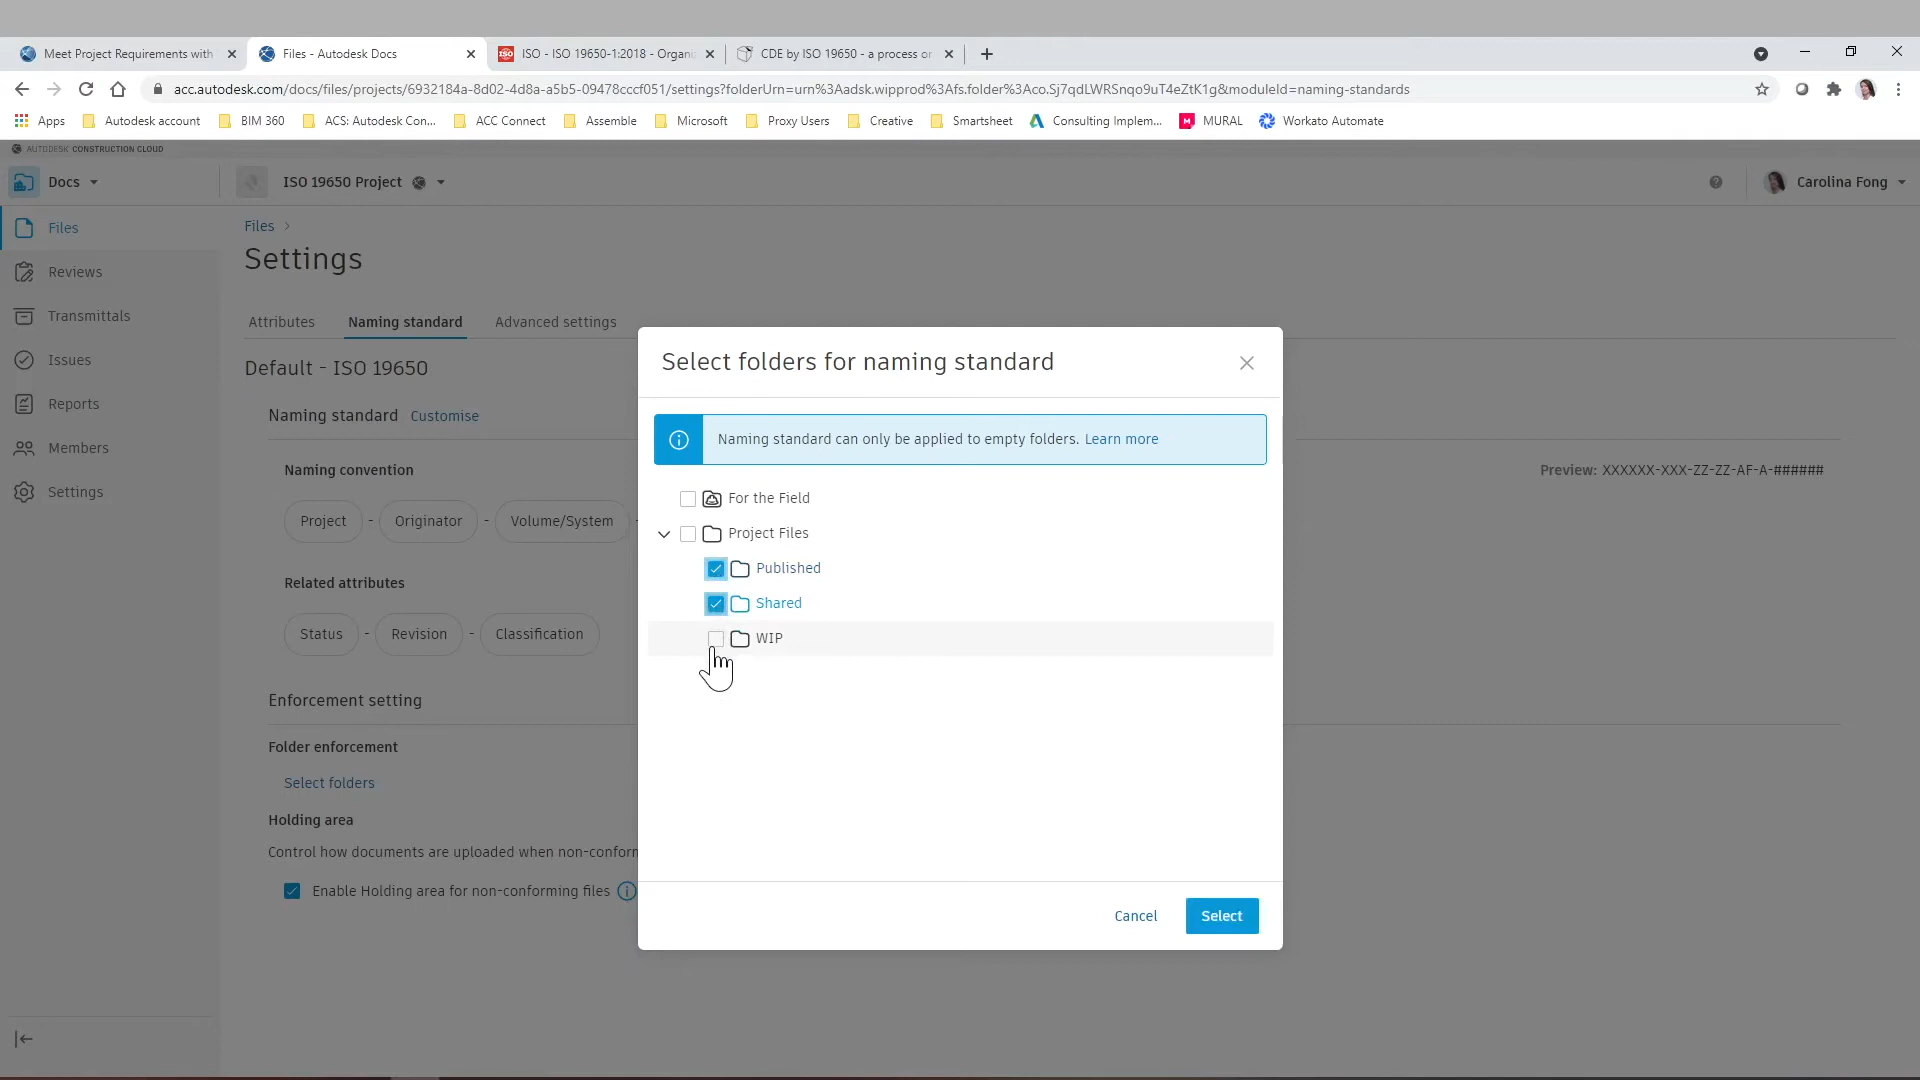 Meet Project Requirements with
Files - Autodesk Docs
ISO - ISO 19650-1:2018 - Organi
CDE by ISO 19650 - a process or
acc.autodesk.com/docs/files/projects/6932184a-8d02-4d8a-a5b5-09478cccf051/settings?folderUrn=urn%3Aadsk.wipprod%3Afs.folder%3Aco.Sj7qdLWRSnqo9uT4eZtK1g&moduleId=naming-standards
Apps
Autodesk account
BIM 360
ACS: Autodesk Con...
ACC Connect
Assemble
Microsoft
Proxy Users
Creative
Smartsheet
Consulting Implem...
MURAL
Workato Automate
AUTODESK CONSTRUCTION CLOUD
Docs
ISO 19650 Project
Carolina Fong
Files
Reviews
Transmittals
Issues
Reports
Members
Settings
Files
Settings
Attributes
Naming standard
Advanced settings
Default - ISO 19650
Naming standard Customise
Naming convention
Preview: XXXXXX-XXX-ZZ-ZZ-AF-A-######
Project - Originator - Volume/System -
Related attributes
Status - Revision - Classification
Enforcement setting
Folder enforcement
Select folders
Holding area
Control how documents are uploaded when non-conform
Enable Holding area for non-conforming files
Select folders for naming standard
Naming standard can only be applied to empty folders. Learn more
For the Field
Project Files
Published
Shared
WIP
Cancel
Select